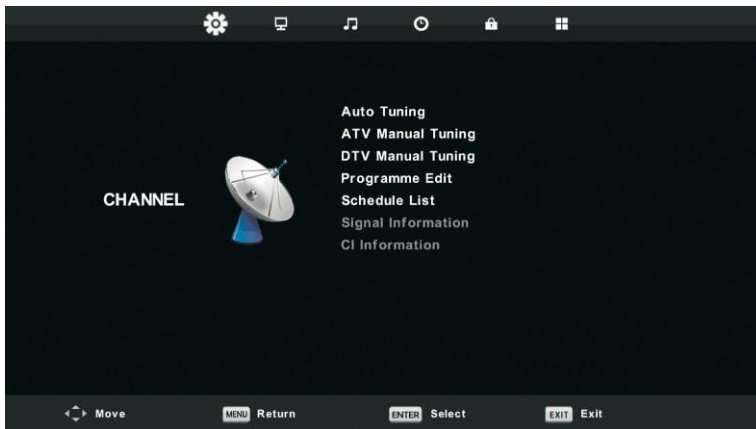 Auto Tuning
ATV Manual Tuning
DTV Manual Tuning
Programme Edit
CHANNEL
Schedule List
Signal Information
CI Information
Move
MENU Return
ENTER Select
EXIT Exit